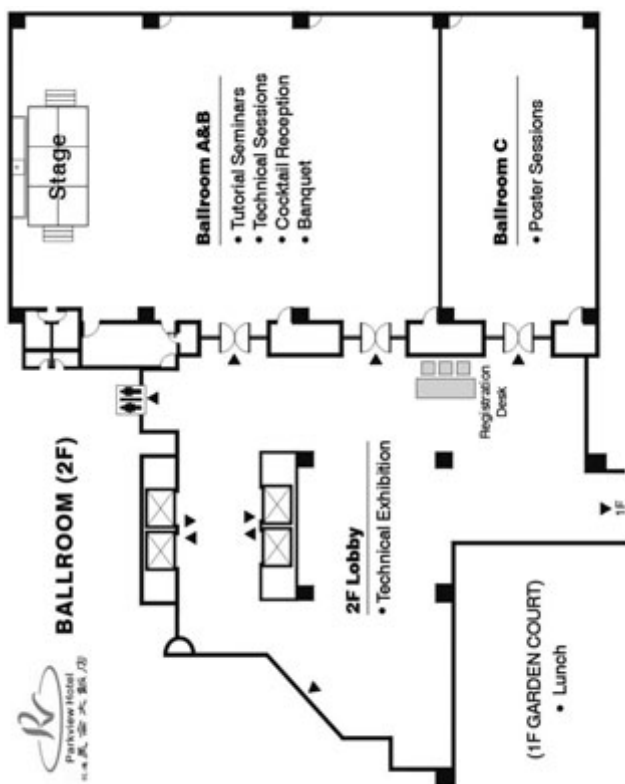 Parkview Hotel
BALLROOM (2F)
Stage
Ballroom A&B
• Tutorial Seminars
• Technical Sessions
• Cocktail Reception
• Banquet
Ballroom C
• Poster Sessions
Registration
Desk
2F Lobby
• Technical Exhibition
1F
(1F GARDEN COURT)
• Lunch